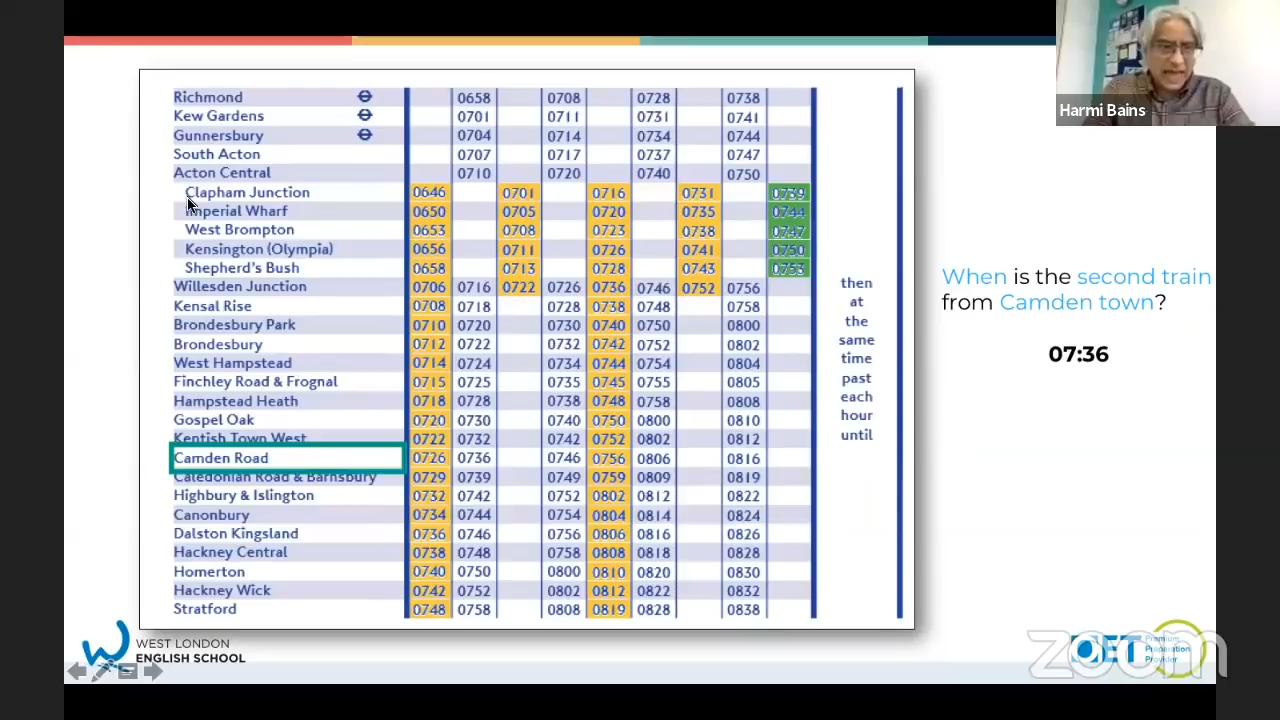 Harmi Bains
Richmond 0658 0708 0728 0738
Kew Gardens 0701 0711 0731 0741
Gunnersbury 0704 0714 0734 0744
South Acton 0707 0717 0737 0747
Acton Central 0710 0720 0740 0750
Clapham Junction 0646 0701 0716 0731 0739
Imperial Wharf 0650 0705 0720 0735 0744
West Brompton 0653 0708 0723 0738 0747
Kensington (Olympia) 0656 0711 0726 0741 0750
Shepherd's Bush 0658 0713 0728 0743 0753
Willesden Junction 0706 0716 0722 0726 0736 0746 0752 0756
Kensal Rise 0708 0718 0728 0738 0748 0758
Brondesbury Park 0710 0720 0730 0740 0750 0800
Brondesbury 0712 0722 0732 0742 0752 0802
West Hampstead 0714 0724 0734 0744 0754 0804
Finchley Road & Frognal 0715 0725 0735 0745 0755 0805
Hampstead Heath 0718 0728 0738 0748 0758 0808
Gospel Oak 0720 0730 0740 0750 0800 0810
Kentish Town West 0722 0732 0742 0752 0802 0812
Camden Road 0726 0736 0746 0756 0806 0816
Caledonian Road & Barnsbury 0729 0739 0749 0759 0809 0819
Highbury & Islington 0732 0742 0752 0802 0812 0822
Canonbury 0734 0744 0754 0804 0814 0824
Dalston Kingsland 0736 0746 0756 0806 0816 0826
Hackney Central 0738 0748 0758 0808 0818 0828
Homerton 0740 0750 0800 0810 0820 0830
Hackney Wick 0742 0752 0802 0812 0822 0832
Stratford 0748 0758 0808 0819 0828 0838
then
at
the
same
time
past
each
hour
until
When is the second train
from Camden town?
07:36
WEST LONDON
ENGLISH SCHOOL
OET
Premium
Preparation
Provider
zoom